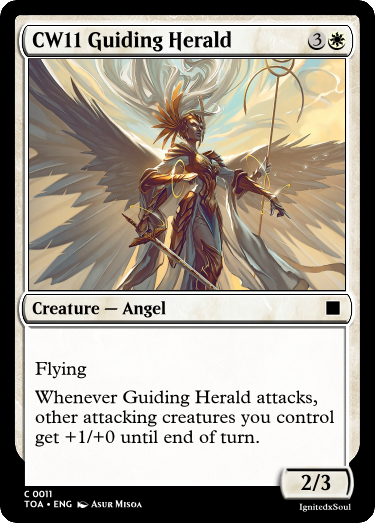 CW11 Guiding Herald 3
Creature — Angel
Flying
Whenever Guiding Herald attacks,
other attacking creatures you control
get +1/+0 until end of turn.
2/3
C 0011
TOA • ENG Asur Misoa
IgnitedxSoul